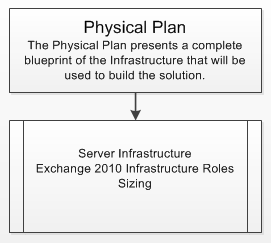 Physical Plan
The Physical Plan presents a complete
blueprint of the Infrastructure that will be
used to build the solution.
Server Infrastructure
Exchange 2010 Infrastructure Roles
Sizing